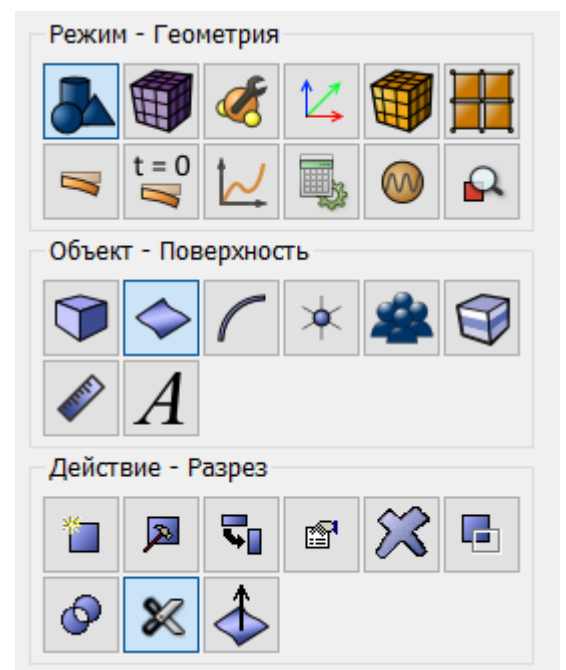 Режим - Геометрия
t = 0
Объект - Поверхность
A
Действие - Разрез